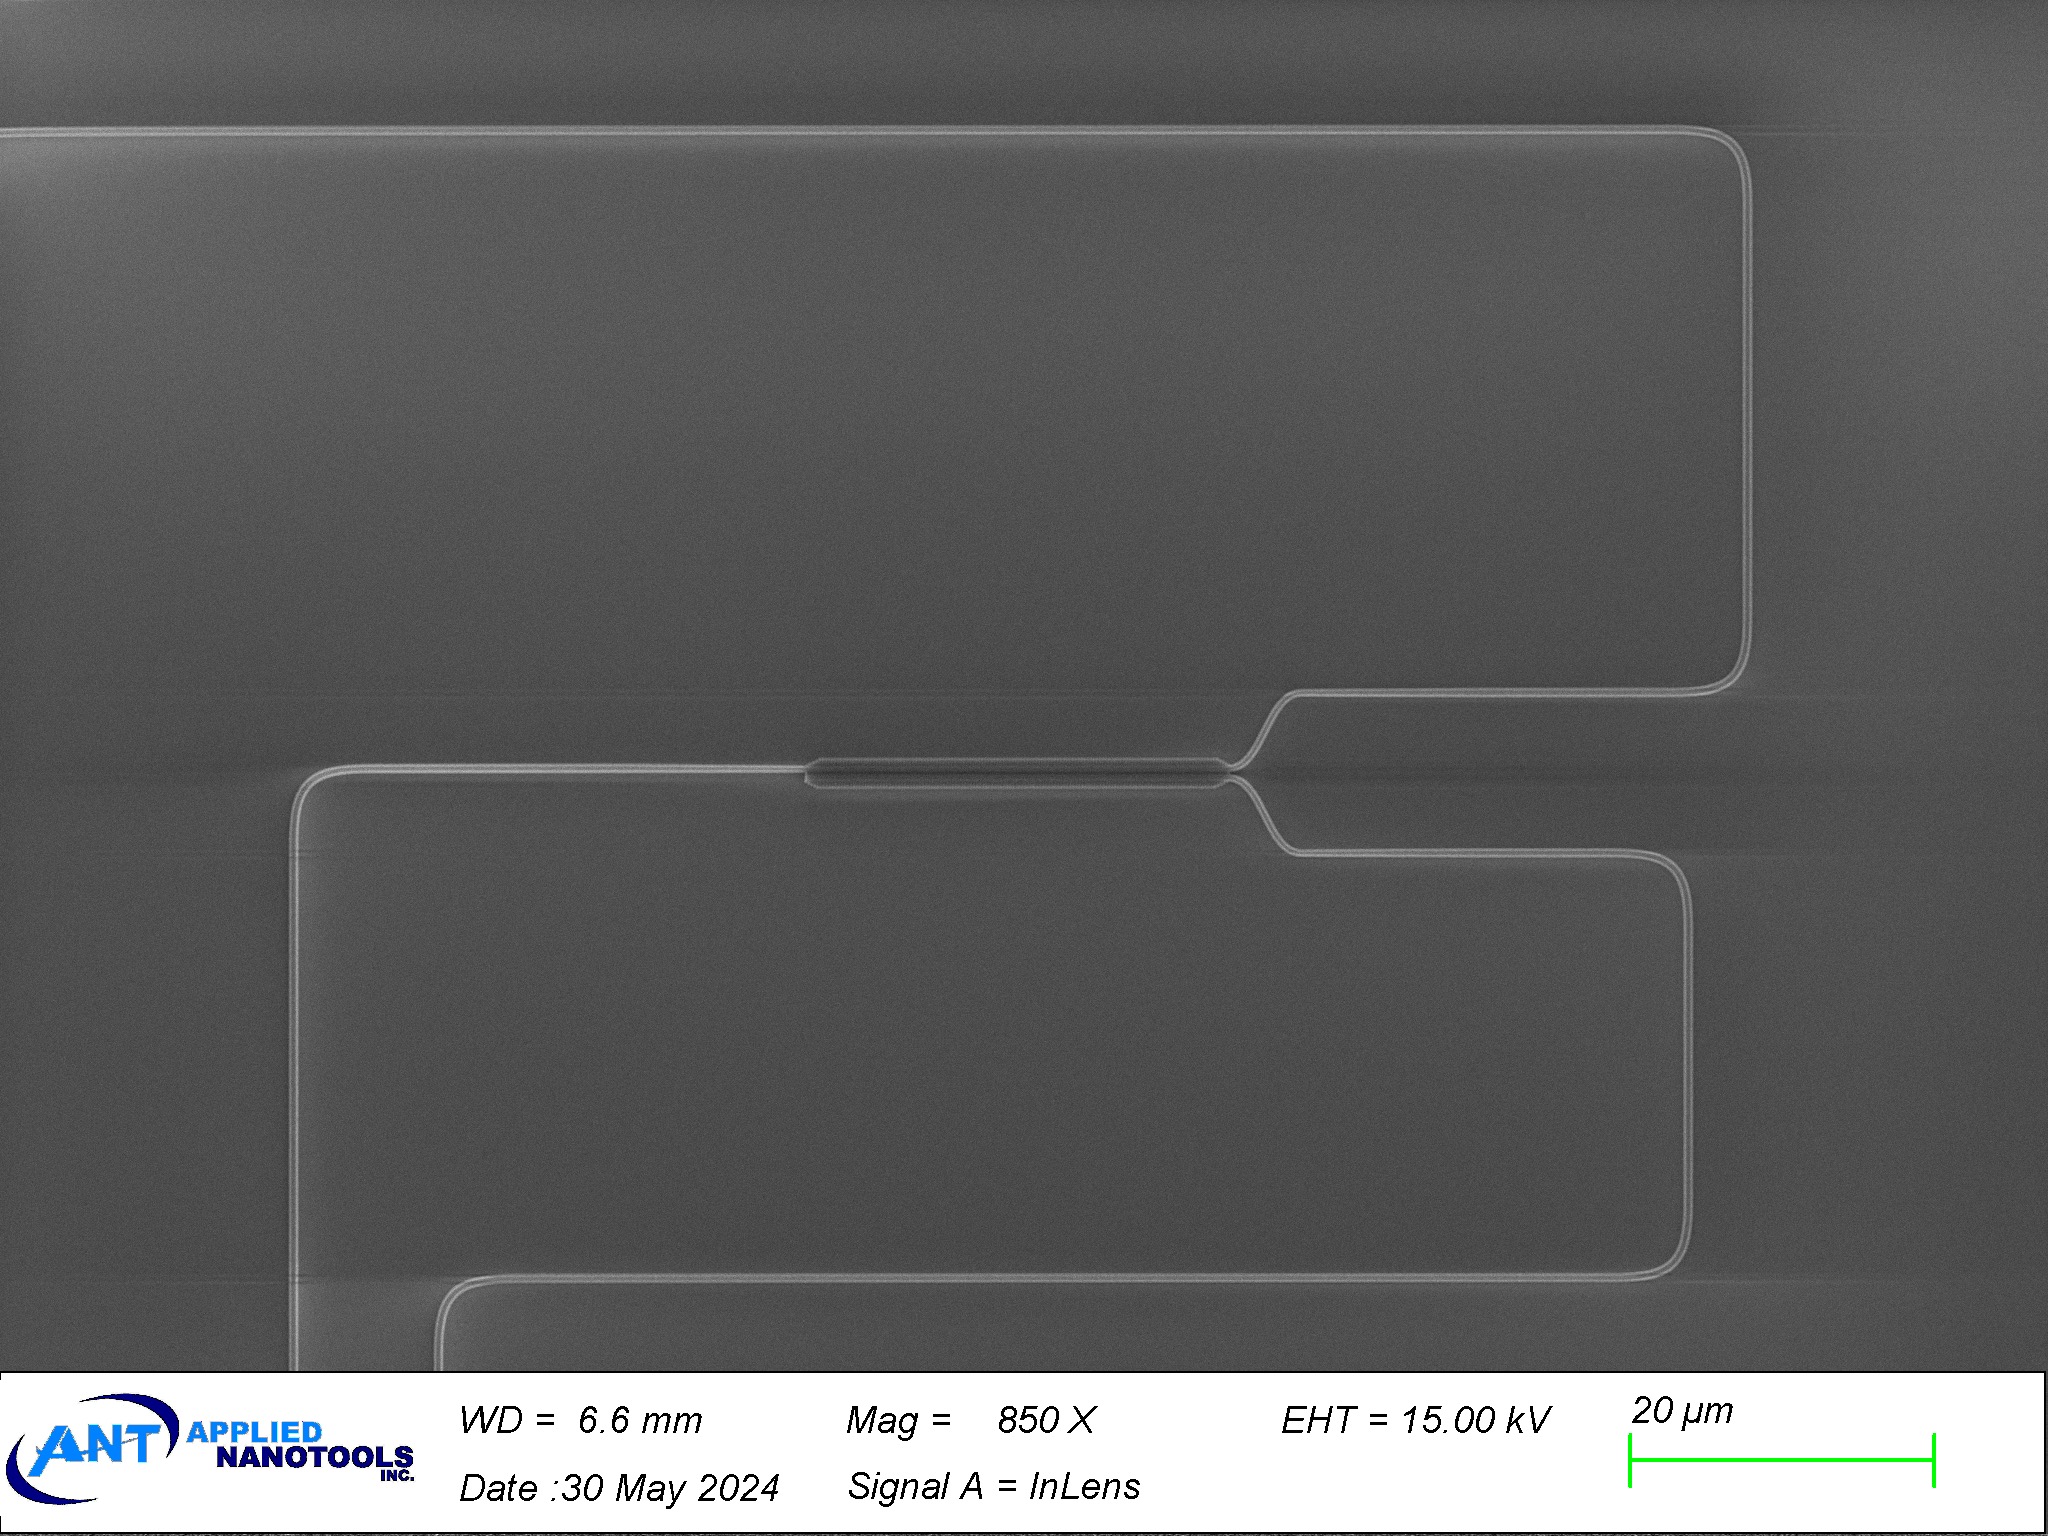 ANT APPLIED NANOTOOLS INC.
WD = 6.6 mm
Mag = 850 X
EHT = 15.00 kV
20 µm
Date :30 May 2024
Signal A = InLens